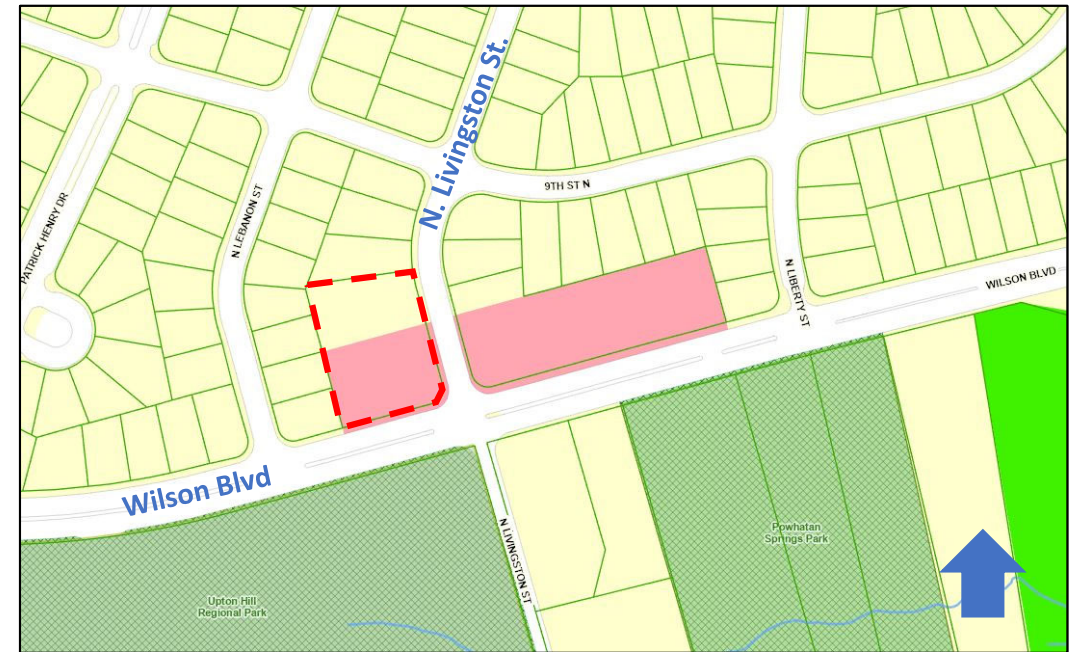 N. Livingston St.
PATRICK HENRY DR
N LEBANON ST
9TH ST N
N LIBERTY ST
WILSON BLVD
Wilson Blvd
N LIVINGSTON ST
Powhatan
Springs Park
Upton Hill
Regional Park